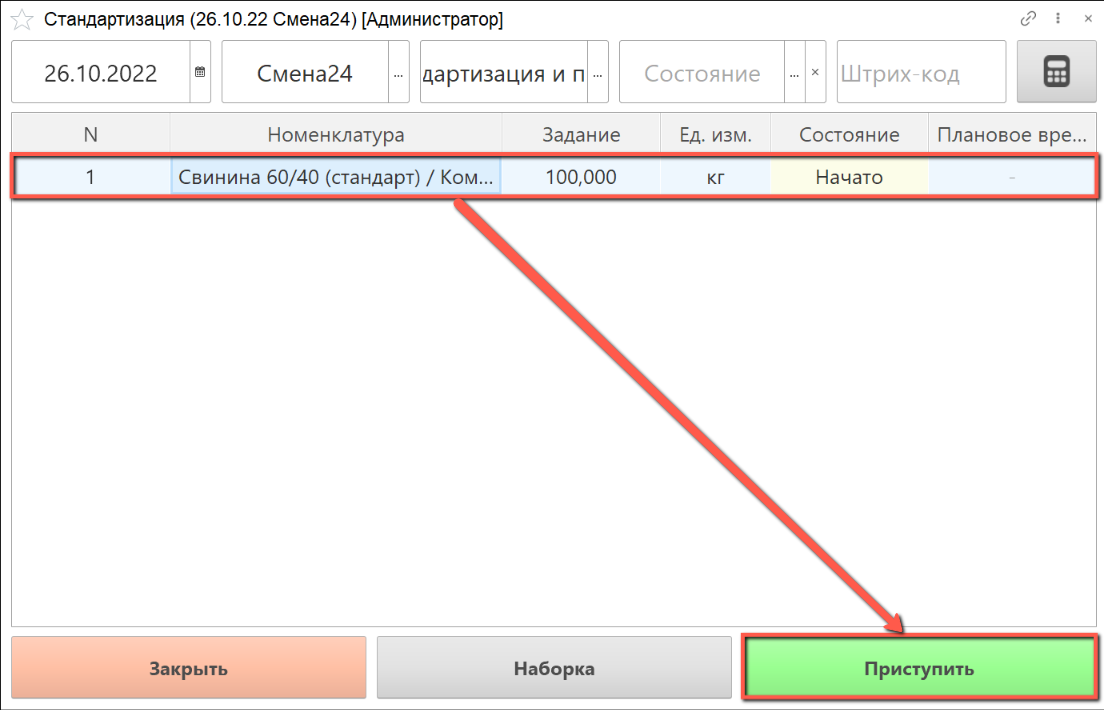 Стандартизация (26.10.22 Смена24) [Администратор]
26.10.2022 Смена24 ... дартизация и п ... Состояние ... × Штрих-код
N Номенклатура Задание Ед. изм. Состояние Плановое вре...
1 Свинина 60/40 (стандарт) / Ком... 100,000 кг Начато -
Закрыть Наборка Приступить